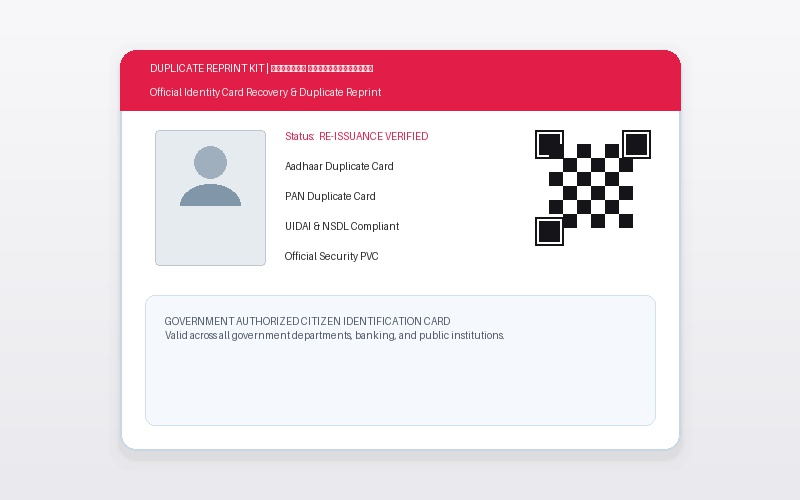 DUPLICATE REPRINT KIT |
Official Identity Card Recovery & Duplicate Reprint
Status: RE-ISSUANCE VERIFIED
Aadhaar Duplicate Card
PAN Duplicate Card
UIDAI & NSDL Compliant
Official Security PVC
GOVERNMENT AUTHORIZED CITIZEN IDENTIFICATION CARD
Valid across all government departments, banking, and public institutions.